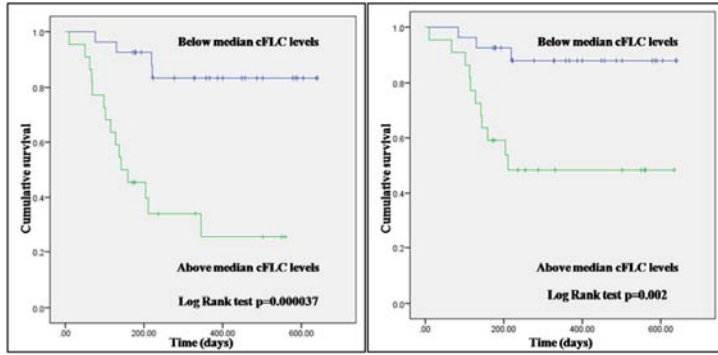 1.0
0.8
0.6
0.4
0.2
0.0
Cumulative survival
Below median cFLC levels
Above median cFLC levels
Log Rank test p=0.000037
.00 200.00 400.00 600.00
Time (days)
1.0
0.8
0.6
0.4
0.2
0.0
Cumulative survival
Below median cFLC levels
Above median cFLC levels
Log Rank test p=0.002
.00 200.00 400.00 600.00
Time (days)